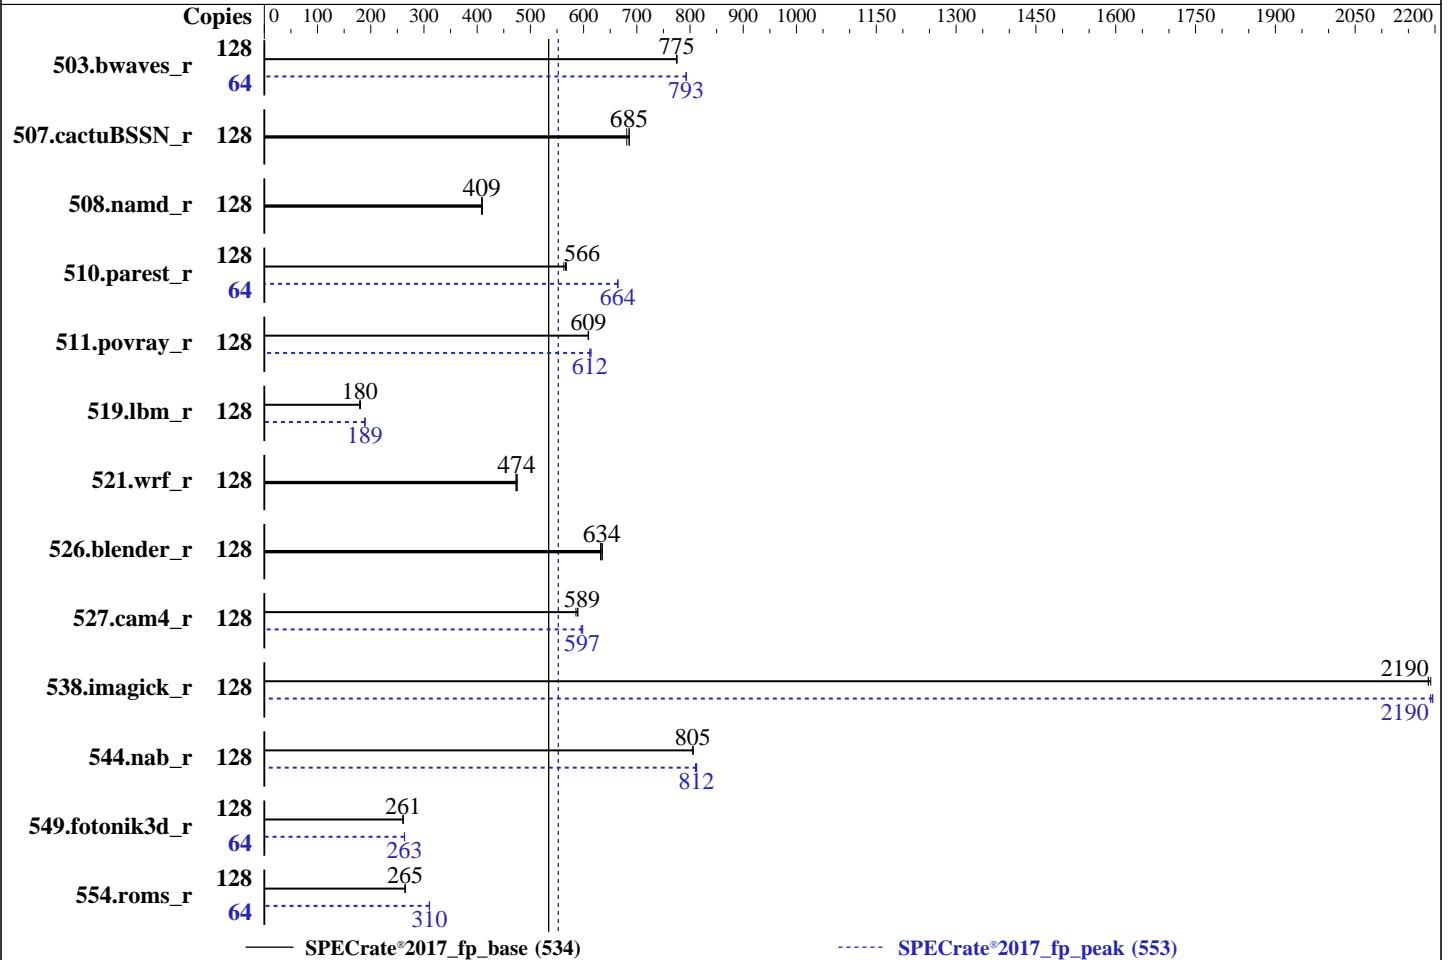 Copies 0 100 200 300 400 500 600 700 800 900 1000 1150 1300 1450 1600 1750 1900 2050 2200
503.bwaves_r 128 775
64 793
507.cactuBSSN_r 128 685
508.namd_r 128 409
510.parest_r 128 566
64 664
511.povray_r 128 609
612
519.lbm_r 128 180
189
521.wrf_r 128 474
526.blender_r 128 634
527.cam4_r 128 589
597
538.imagick_r 128 2190
2190
544.nab_r 128 805
812
549.fotonik3d_r 128 261
64 263
554.roms_r 128 265
64 310
SPECrate®2017_fp_base (534) SPECrate®2017_fp_peak (553)